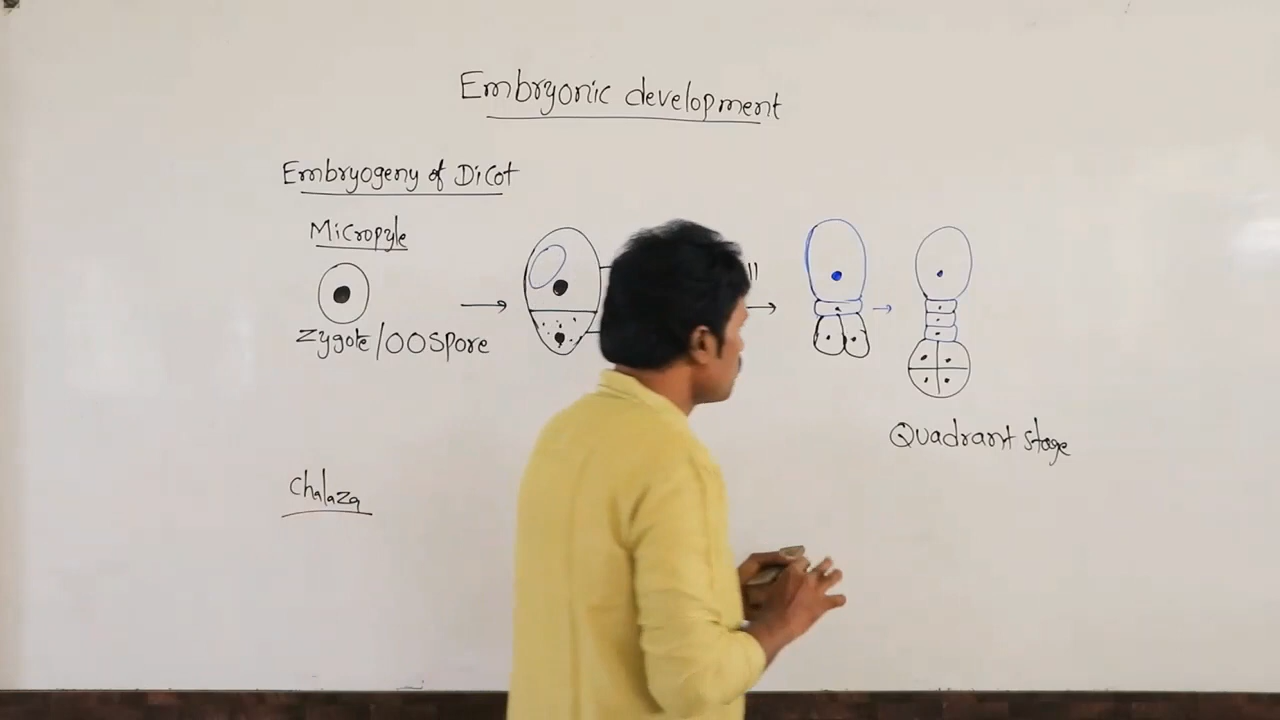 Embryonic development
Embryogeny of Dicot
Micropyle
Zygote/OOSpore
Quadrant stage
Chalaza